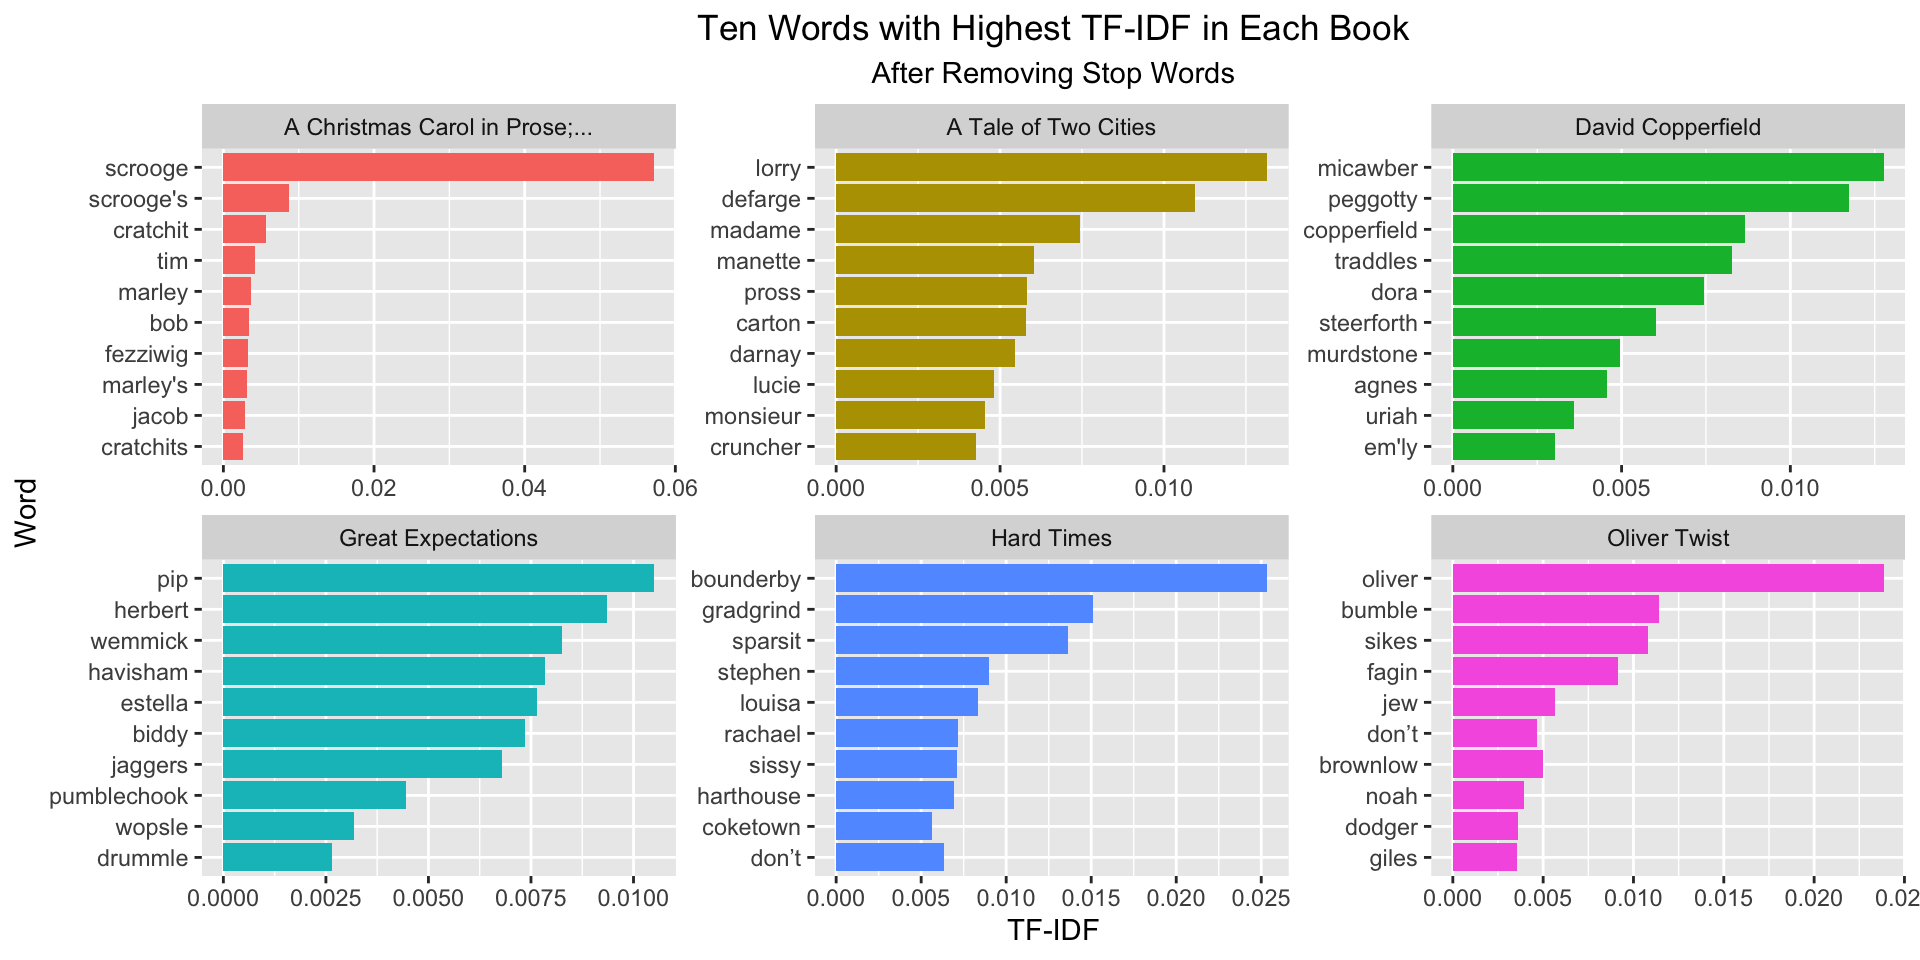 Ten Words with Highest TF-IDF in Each Book
After Removing Stop Words
A Christmas Carol in Prose;...
scrooge
scrooge's
cratchit
tim
marley
bob
fezziwig
marley's
jacob
cratchits
0.00 0.02 0.04 0.06
A Tale of Two Cities
lorry
defarge
madame
manette
pross
carton
darnay
lucie
monsieur
cruncher
0.000 0.005 0.010
David Copperfield
micawber
peggotty
copperfield
traddles
dora
steerforth
murdstone
agnes
uriah
em'ly
0.000 0.005 0.010
Great Expectations
pip
herbert
wemmick
havisham
estella
biddy
jaggers
pumblechook
wopsle
drummle
0.0000 0.0025 0.0050 0.0075 0.0100
Hard Times
bounderby
gradgrind
sparsit
stephen
louisa
rachael
sissy
harthouse
coketown
don’t
0.000 0.005 0.010 0.015 0.020 0.025
Oliver Twist
oliver
bumble
sikes
fagin
jew
don’t
brownlow
noah
dodger
giles
0.000 0.005 0.010 0.015 0.020 0.02
Word
TF-IDF